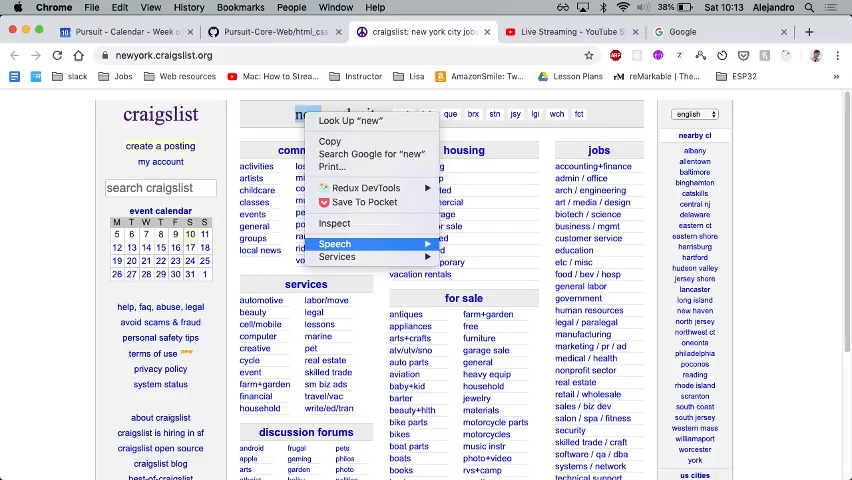 Chrome File Edit View History Bookmarks People Window Help 38% Sat 10:13 Alejandro
Pursuit - Calendar - Week o
Pursuit-Core-Web/html_css
craigslist: new york city jobs
Live Streaming - YouTube S
Google
newyork.craigslist.org
slack Jobs Web resources Mac: How to Strea... Instructor Lisa AmazonSmile: Tw... Lesson Plans reMarkable | The... ESP32
craigslist
create a posting
my account
search craigslist
event calendar
M T W T F S S
5 6 7 8 9 10 11
12 13 14 15 16 17 18
19 20 21 22 23 24 25
26 27 28 29 30 31 1
help, faq, abuse, legal
avoid scams & fraud
personal safety tips
terms of use new
privacy policy
system status
about craigslist
craigslist is hiring in sf
craigslist open source
craigslist blog
best-of-craigslist
que brx stn jsy lgi wch fct
Look Up “new”
Copy
Search Google for “new”
Print...
Redux DevTools
Save To Pocket
Inspect
Speech
Services
activities
artists
childcare
classes
events
general
groups
local news
services
automotive
beauty
cell/mobile
computer
creative
cycle
event
farm+garden
financial
household
labor/move
legal
lessons
marine
pet
real estate
skilled trade
sm biz ads
travel/vac
write/ed/tran
discussion forums
android
apple
arts
frugal
gaming
gardn
pets
philos
photo
housing
vacation rentals
for sale
antiques
appliances
arts+crafts
atv/utv/sno
auto parts
aviation
baby+kid
barter
beauty+hlth
bike parts
bikes
boat parts
boats
books
farm+garden
free
furniture
garage sale
general
heavy equip
household
jewelry
materials
motorcycle parts
motorcycles
music instr
photo+video
rvs+camp
jobs
accounting+finance
admin / office
arch / engineering
art / media / design
biotech / science
business / mgmt
customer service
education
etc / misc
food / bev / hosp
general labor
government
human resources
legal / paralegal
manufacturing
marketing / pr / ad
medical / health
nonprofit sector
real estate
retail / wholesale
sales / biz dev
salon / spa / fitness
security
skilled trade / craft
software / qa / dba
systems / network
technical support
english
nearby cl
albany
allentown
baltimore
binghamton
catskills
central nj
delaware
eastern ct
eastern shore
harrisburg
hartford
hudson valley
jersey shore
lancaster
long island
new haven
north jersey
northwest ct
oneonta
philadelphia
poconos
reading
rhode island
scranton
south coast
south jersey
western mass
williamsport
worcester
york
us cities